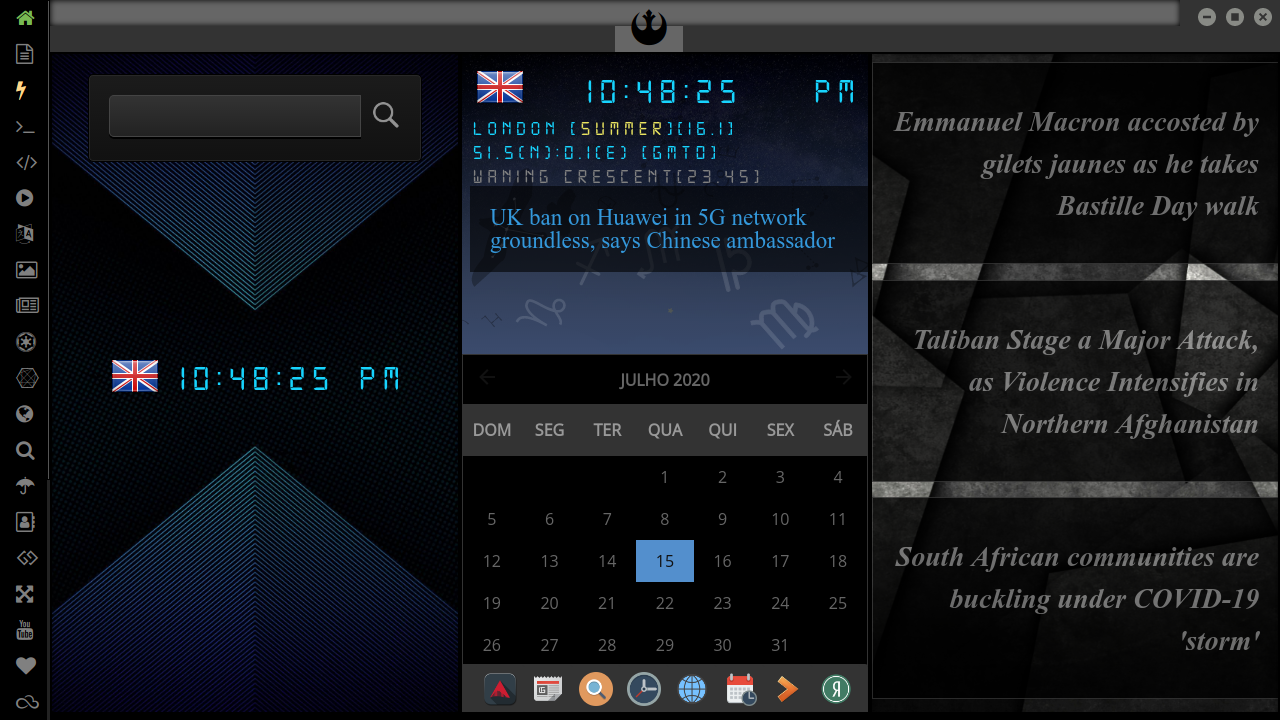 10:48:25 PM
10:48:25 PM
LONDON (SUMMER)(16.1)
51.5(N):0.1(E) (GMT0)
WANING CRESCENT(23.45)
UK ban on Huawei in 5G network
groundless, says Chinese ambassador
JULHO 2020
DOM SEG TER QUA QUI SEX SÁB
1 2 3 4
5 6 7 8 9 10 11
12 13 14 15 16 17 18
19 20 21 22 23 24 25
26 27 28 29 30 31
Emmanuel Macron accosted by
gilets jaunes as he takes
Bastille Day walk
Taliban Stage a Major Attack,
as Violence Intensifies in
Northern Afghanistan
South African communities are
buckling under COVID-19
'storm'
You
Tube
Я